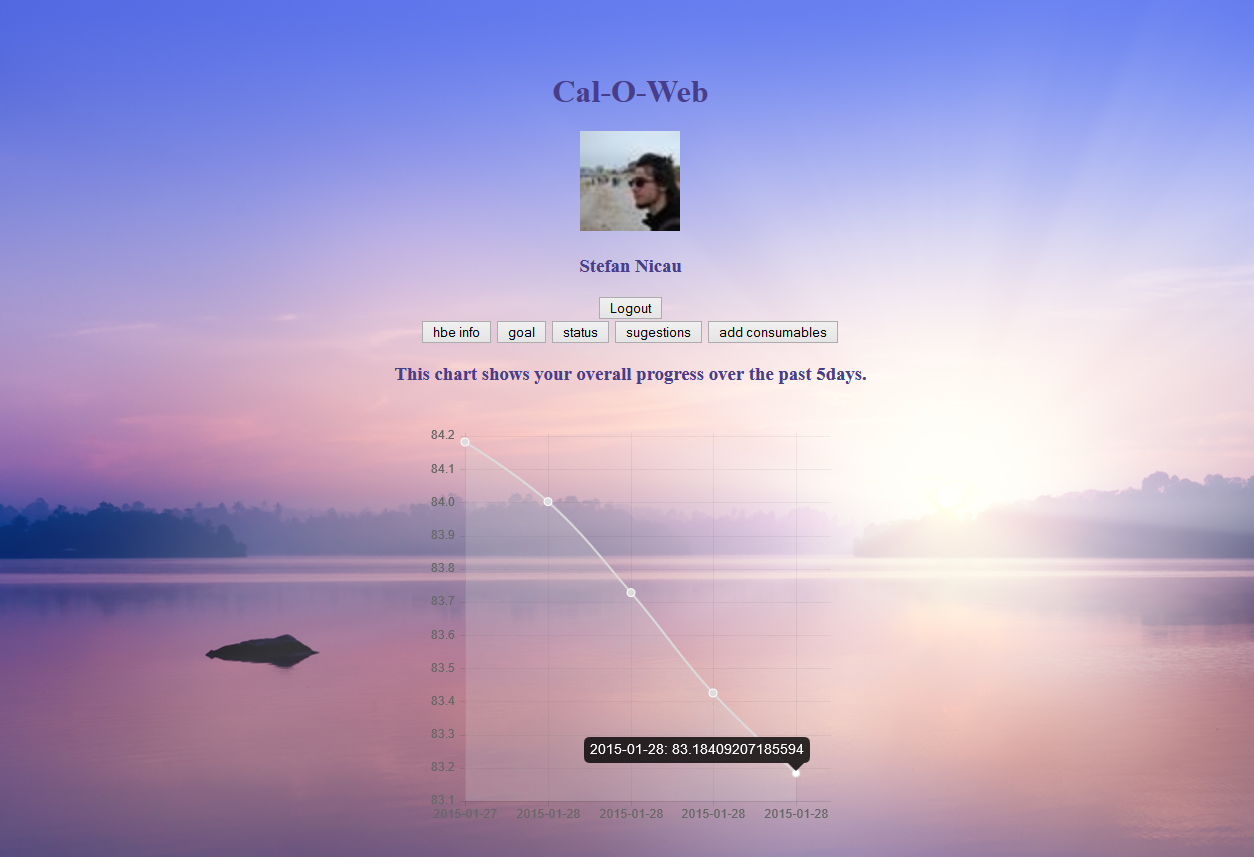 Cal-O-Web
Stefan Nicau
Logout
hbe info goal status sugestions add consumables
This chart shows your overall progress over the past 5days.
84.2
84.1
84.0
83.9
83.8
83.7
83.6
83.5
83.4
83.3
2015-01-28: 83.18409207185594
83.2
83.1
2015-01-27 2015-01-28 2015-01-28 2015-01-28 2015-01-28